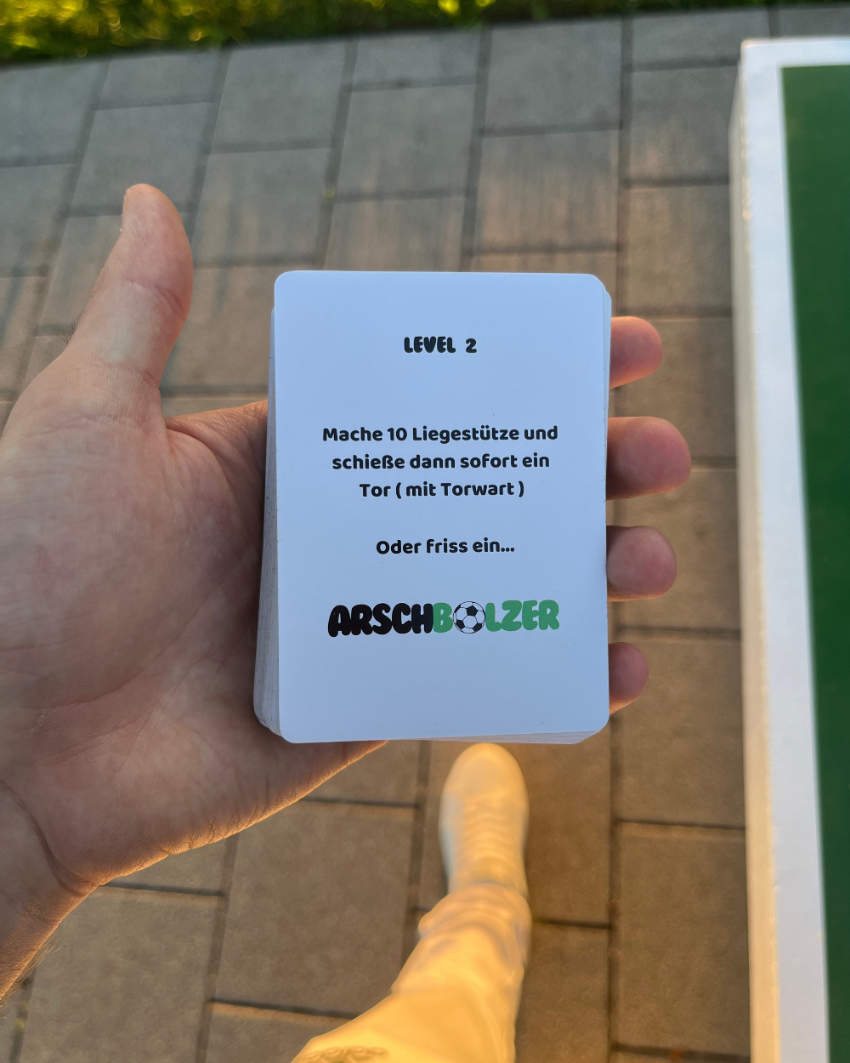 LEVEL 2
Mache 10 Liegestütze und
schieße dann sofort ein
Tor ( mit Torwart )
Oder friss ein...
ARSCHBOLZER